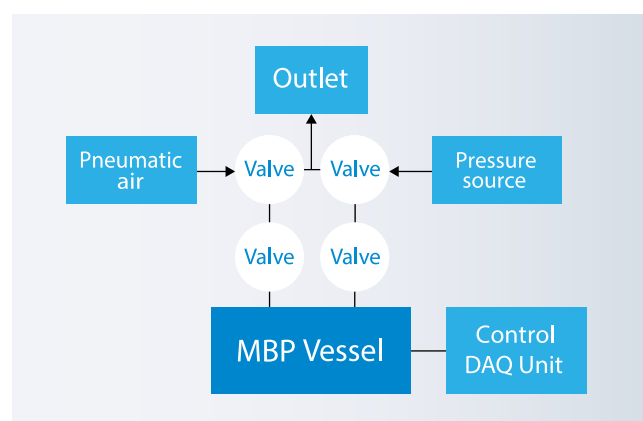 Outlet
Pneumatic
air
Valve
Valve
Pressure
source
Valve
Valve
MBP Vessel
Control
DAQ Unit